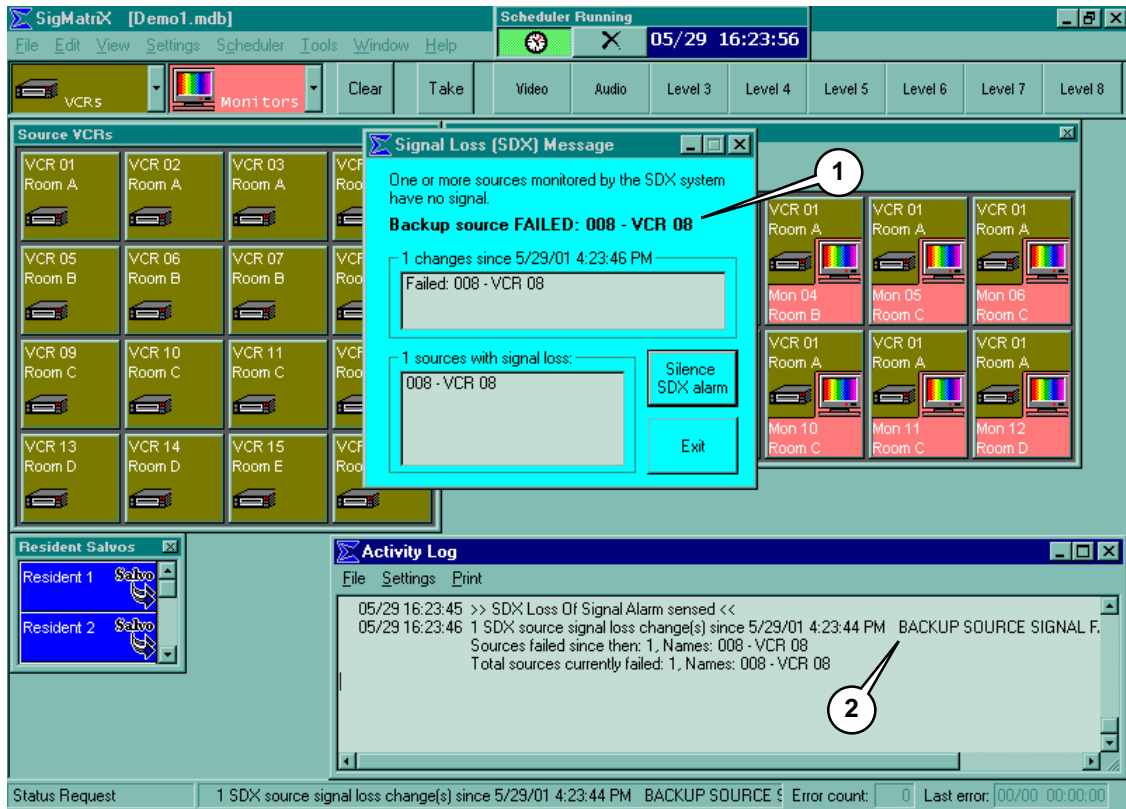 SigMatriX [Demo1.mdb]
Scheduler Running
File Edit View Settings Scheduler Tools Window Help
05/29 16:23:56
VCRs
Monitors
Clear
Take
Video
Audio
Level 3
Level 4
Level 5
Level 6
Level 7
Level 8
Source VCRs
VCR 01
Room A
VCR 02
Room A
VCR 03
Room A
VCR 05
Room B
VCR 06
Room B
VCR 07
Room B
VCR 09
Room C
VCR 10
Room C
VCR 11
Room C
VCR 13
Room D
VCR 14
Room D
VCR 15
Room E
Signal Loss (SDX) Message
One or more sources monitored by the SDX system
have no signal.
Backup source FAILED: 008 - VCR 08
1 changes since 5/29/01 4:23:46 PM
Failed: 008 - VCR 08
1 sources with signal loss:
008 - VCR 08
Silence
SDX alarm
Exit
1
VCR 01
Room A
Mon 04
Room B
VCR 01
Room A
Mon 05
Room C
VCR 01
Room A
Mon 06
Room C
VCR 01
Room A
Mon 10
Room C
VCR 01
Room A
Mon 11
Room C
VCR 01
Room A
Mon 12
Room D
Resident Salvos
Resident 1 Salvo
Resident 2 Salvo
Activity Log
File Settings Print
05/29 16:23:45 >> SDX Loss Of Signal Alarm sensed <<
05/29 16:23:46 1 SDX source signal loss change(s) since 5/29/01 4:23:44 PM BACKUP SOURCE SIGNAL F.
Sources failed since then: 1, Names: 008 - VCR 08
Total sources currently failed: 1, Names: 008 - VCR 08
2
Status Request
1 SDX source signal loss change(s) since 5/29/01 4:23:44 PM BACKUP SOURCE
Error count: 0
Last error: 00/00 00:00:00